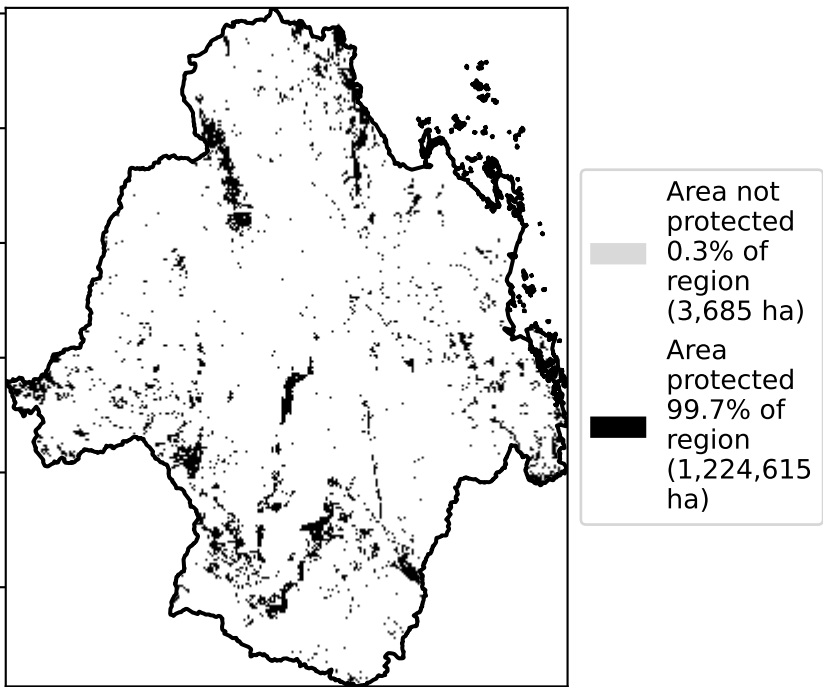 Area not
protected
0.3% of
region
(3,685 ha)
Area
protected
99.7% of
region
(1,224,615
ha)